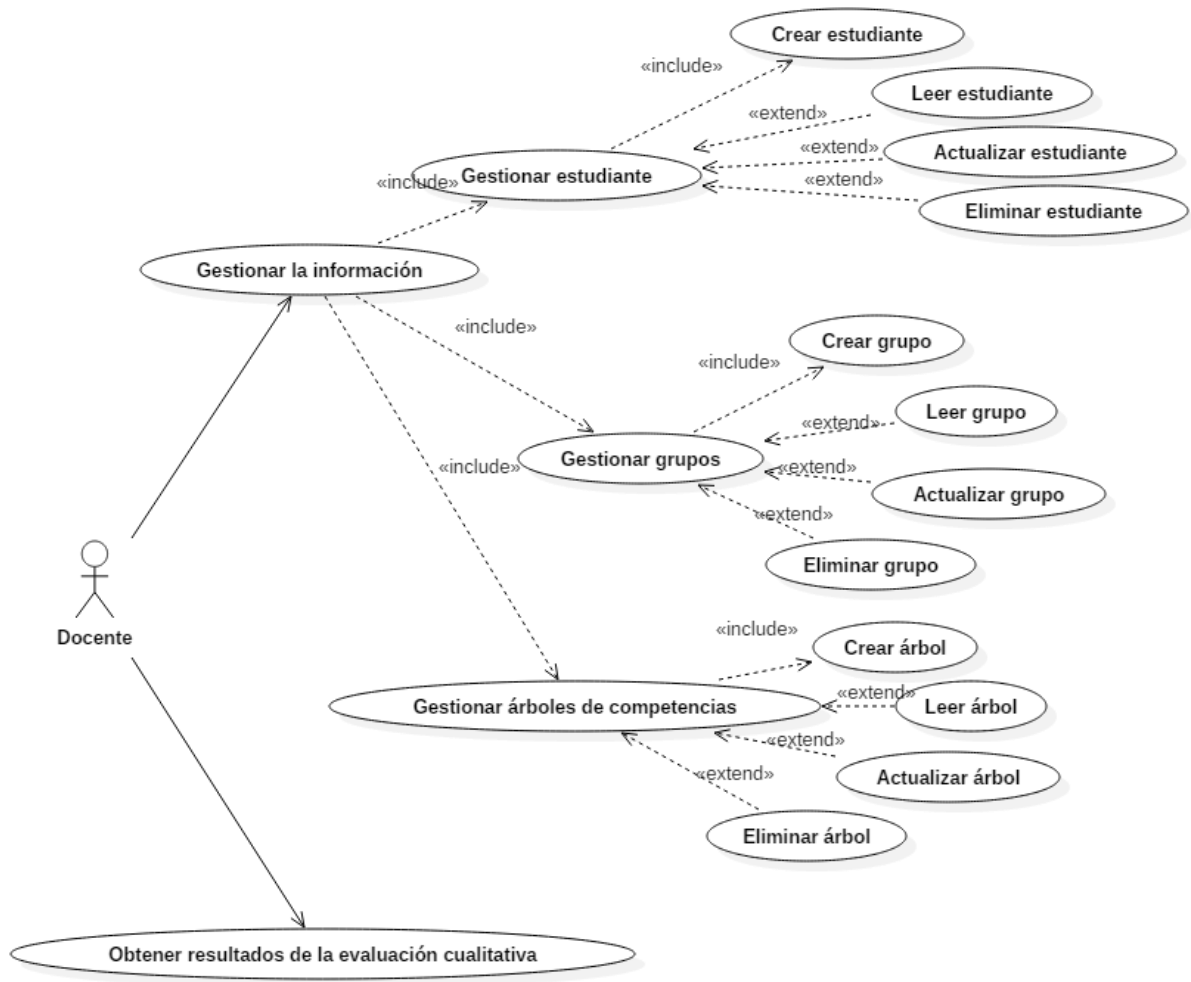 Crear estudiante
«include»
Leer estudiante
«extend»
Actualizar estudiante
«extend»
Gestionar estudiante
«extend»
«include»
Eliminar estudiante
Gestionar la información
«include»
Crear grupo
«include»
Leer grupo
«extend»
Gestionar grupos
«include»
«extend»
Actualizar grupo
«extend»
Eliminar grupo
Docente
«include»
Crear árbol
«extend»
Gestionar árboles de competencias
Leer árbol
«extend»
«extend»
Actualizar árbol
Eliminar árbol
Obtener resultados de la evaluación cualitativa